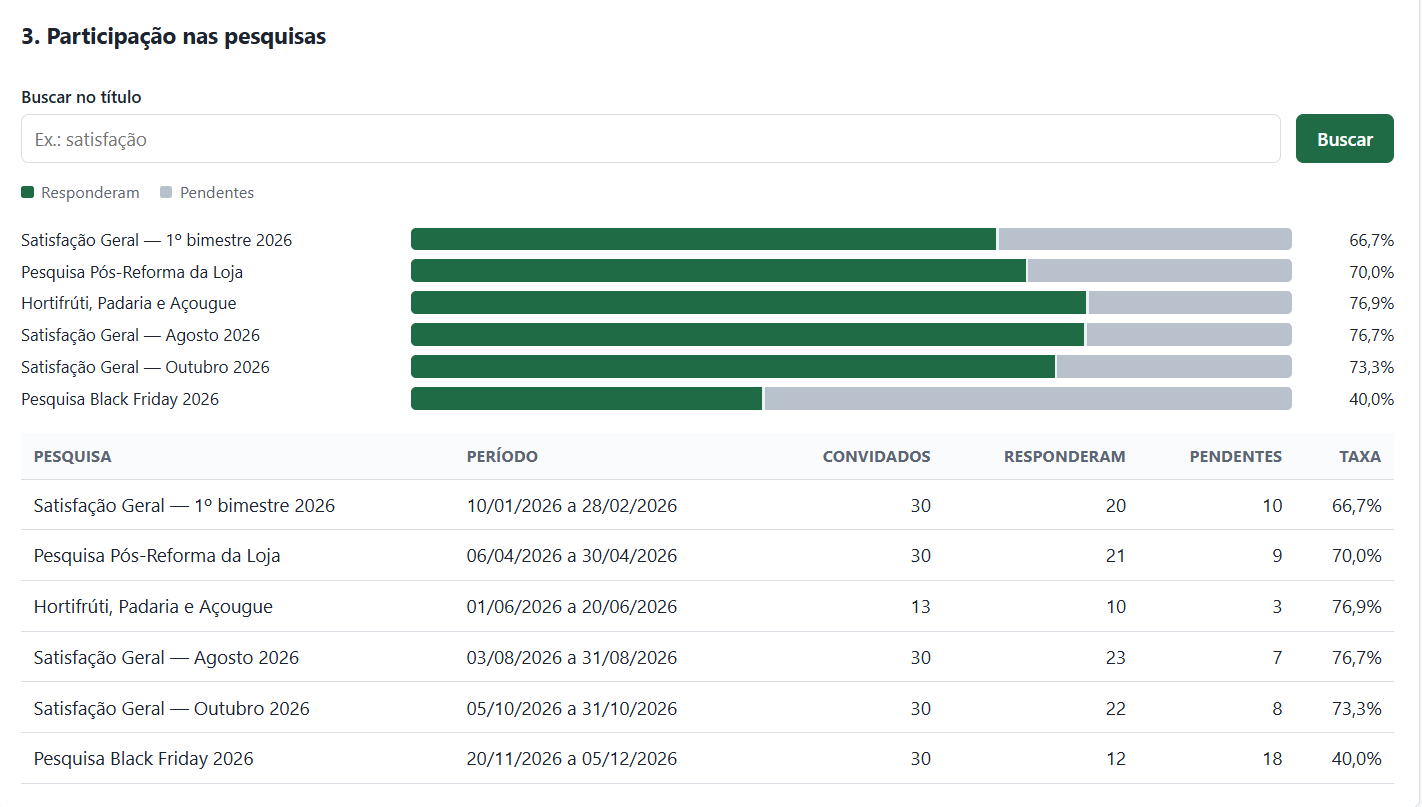 3. Participação nas pesquisas
Buscar no título
Ex.: satisfação
Buscar
Responderam Pendentes
Satisfação Geral — 1º bimestre 2026 66,7%
Pesquisa Pós-Reforma da Loja 70,0%
Hortifrúti, Padaria e Açougue 76,9%
Satisfação Geral — Agosto 2026 76,7%
Satisfação Geral — Outubro 2026 73,3%
Pesquisa Black Friday 2026 40,0%
PESQUISA PERÍODO CONVIDADOS RESPONDERAM PENDENTES TAXA
Satisfação Geral — 1º bimestre 2026 10/01/2026 a 28/02/2026 30 20 10 66,7%
Pesquisa Pós-Reforma da Loja 06/04/2026 a 30/04/2026 30 21 9 70,0%
Hortifrúti, Padaria e Açougue 01/06/2026 a 20/06/2026 13 10 3 76,9%
Satisfação Geral — Agosto 2026 03/08/2026 a 31/08/2026 30 23 7 76,7%
Satisfação Geral — Outubro 2026 05/10/2026 a 31/10/2026 30 22 8 73,3%
Pesquisa Black Friday 2026 20/11/2026 a 05/12/2026 30 12 18 40,0%